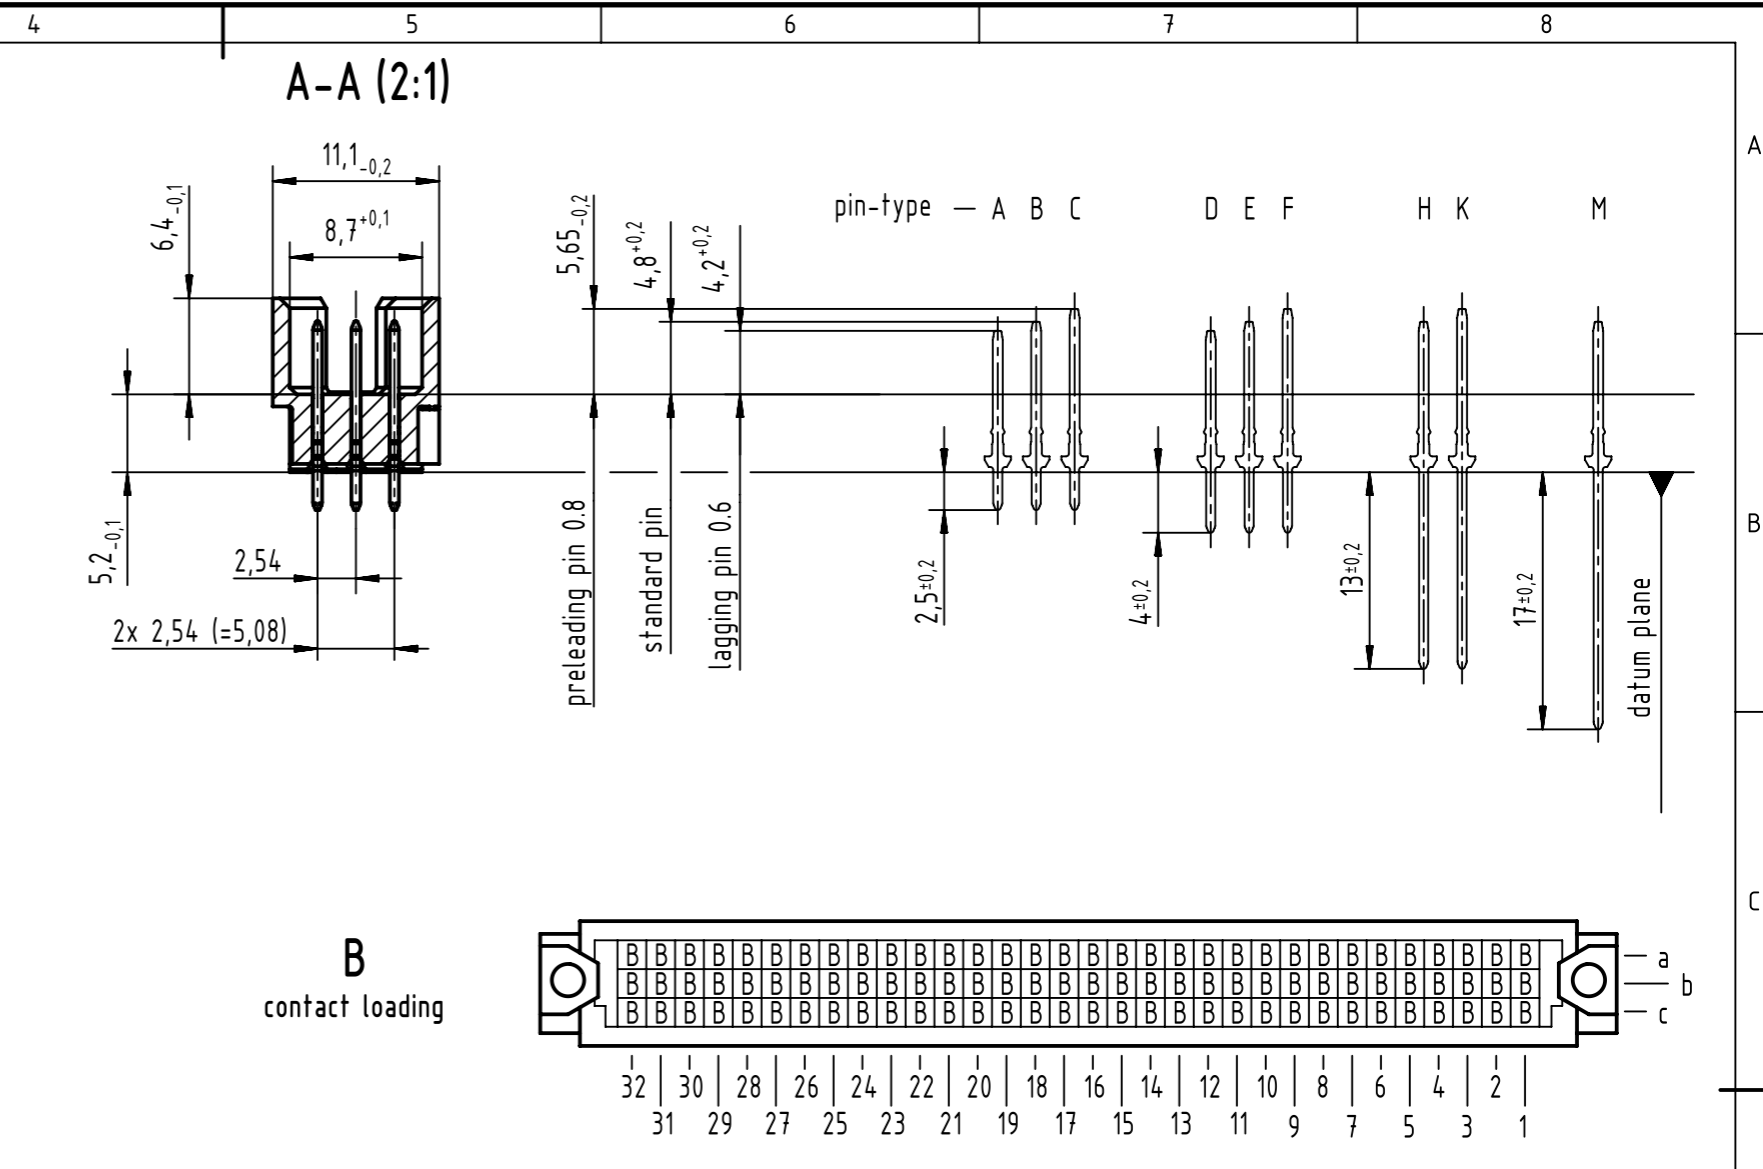 4 5 6 7 8
A-A (2:1)
A
11,1 -0,2
6,4 -0,1
8,7 +0,1
5,65 -0,2
4,8 +0,2
4,2 +0,2
pin-type — A B C D E F H K M
B
5,2 -0,1
2,54
2x 2,54 (=5,08)
preleading pin 0.8
standard pin
lagging pin 0.6
2,5±0,2
4±0,2
13±0,2
17±0,2
datum plane
C
B
contact loading
B B B B B B B B B B B B B B B B B B B B B B B B B B B B B B B B a
B B B B B B B B B B B B B B B B B B B B B B B B B B B B B B B B b
B B B B B B B B B B B B B B B B B B B B B B B B B B B B B B B B c
32 30 28 26 24 22 20 18 16 14 12 10 8 6 4 2
31 29 27 25 23 21 19 17 15 13 11 9 7 5 3 1